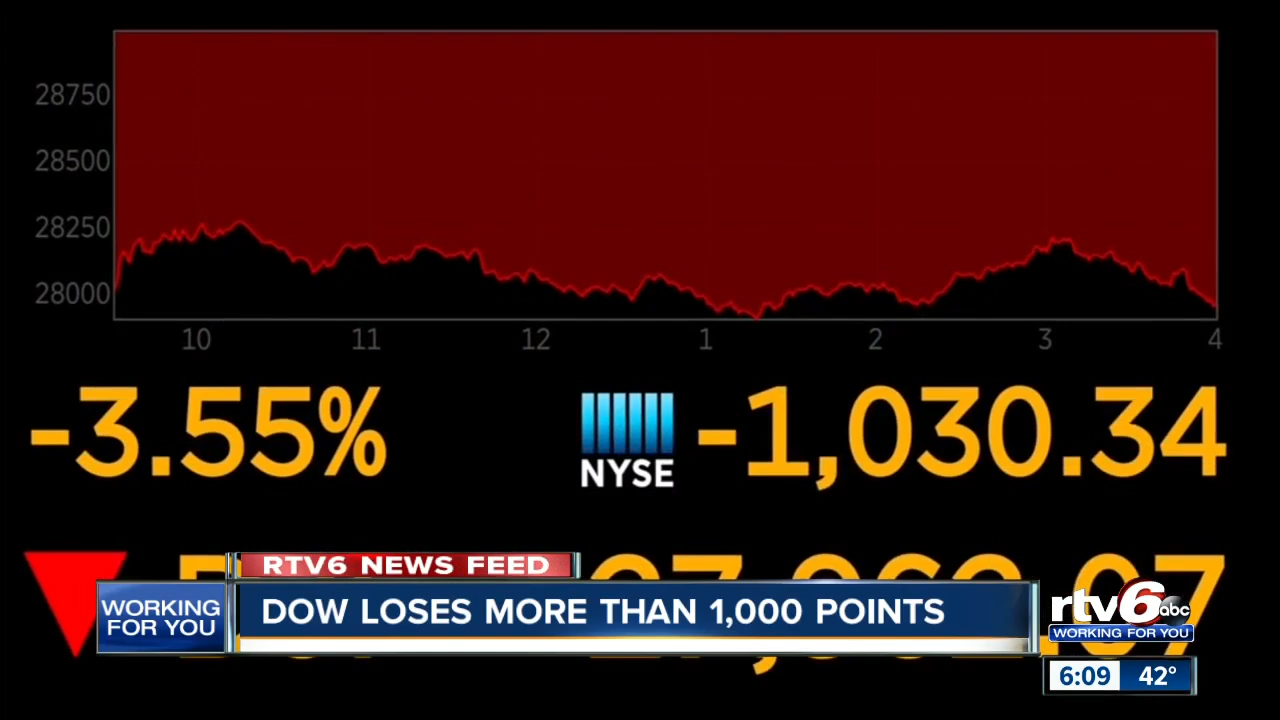 28750
28500
28250
28000
10 11 12 1 2 3 4
-3.55% NYSE -1,030.34
RTV6 NEWS FEED
WORKING FOR YOU
DOW LOSES MORE THAN 1,000 POINTS
rtv6 abc
WORKING FOR YOU
6:09 42°